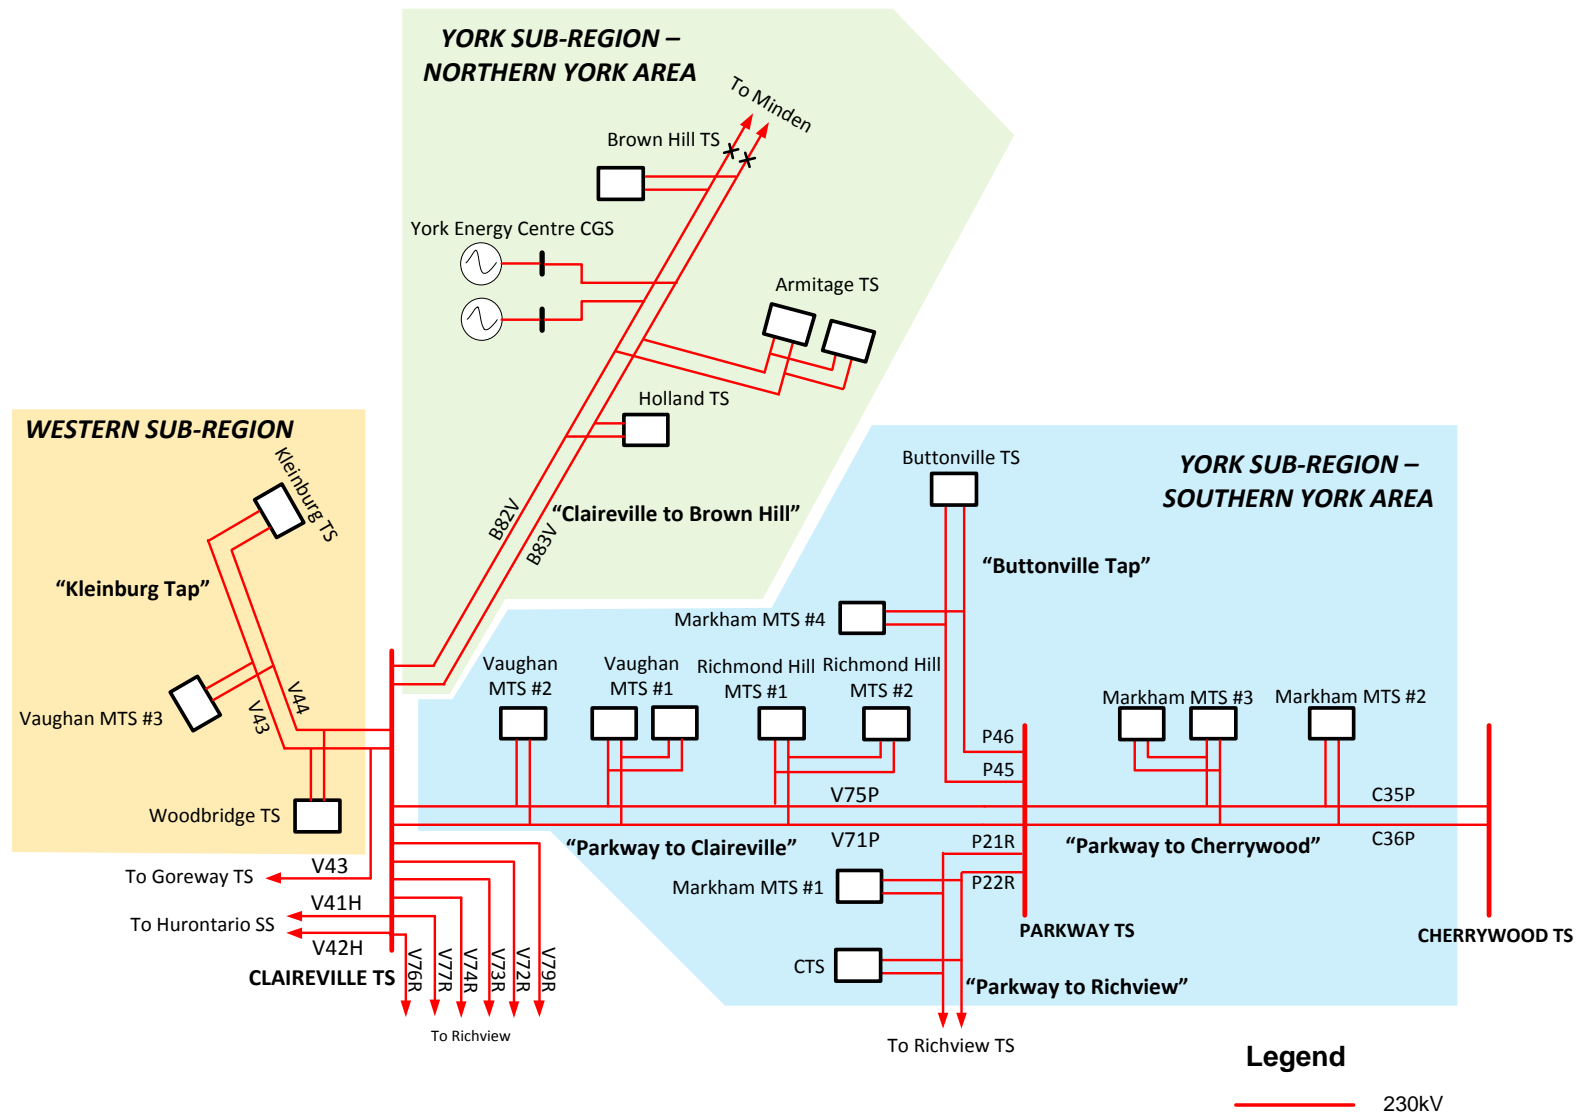 YORK SUB-REGION –
NORTHERN YORK AREA
To Minden
Brown Hill TS
York Energy Centre CGS
Armitage TS
Holland TS
B82V
B83V
“Claireville to Brown Hill”
WESTERN SUB-REGION
Kleinburg TS
“Kleinburg Tap”
V44
V43
Vaughan MTS #3
Woodbridge TS
YORK SUB-REGION –
SOUTHERN YORK AREA
Buttonville TS
“Buttonville Tap”
Markham MTS #4
Vaughan
MTS #2
Vaughan
MTS #1
Richmond Hill
MTS #1
Richmond Hill
MTS #2
P46
P45
Markham MTS #3
Markham MTS #2
V75P
C35P
V71P
C36P
“Parkway to Claireville”
“Parkway to Cherrywood”
P21R
P22R
Markham MTS #1
PARKWAY TS
CHERRYWOOD TS
CTS
“Parkway to Richview”
To Richview TS
V43
To Goreway TS
V41H
To Hurontario SS
V42H
CLAIREVILLE TS
V76R
V77R
V74R
V73R
V72R
V79R
To Richview
Legend
230kV